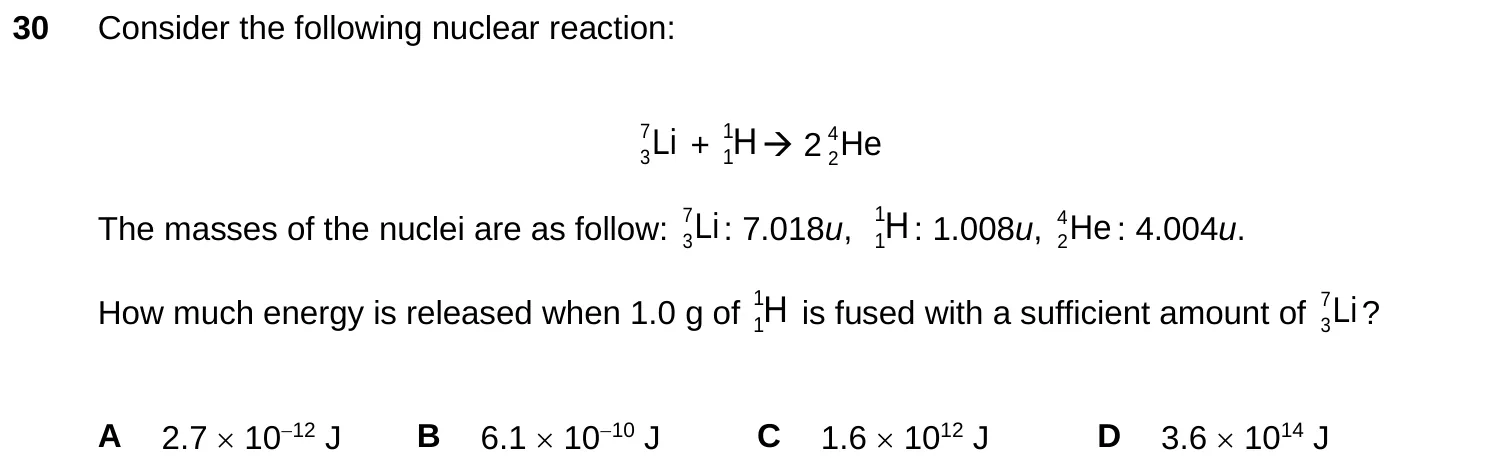 30 Consider the following nuclear reaction:
⁷₃Li + ¹₁H → 2 ⁴₂He
The masses of the nuclei are as follow: ⁷₃Li : 7.018u, ¹₁H : 1.008u, ⁴₂He : 4.004u.
How much energy is released when 1.0 g of ¹₁H is fused with a sufficient amount of ⁷₃Li ?
A 2.7 × 10⁻¹² J B 6.1 × 10⁻¹⁰ J C 1.6 × 10¹² J D 3.6 × 10¹⁴ J